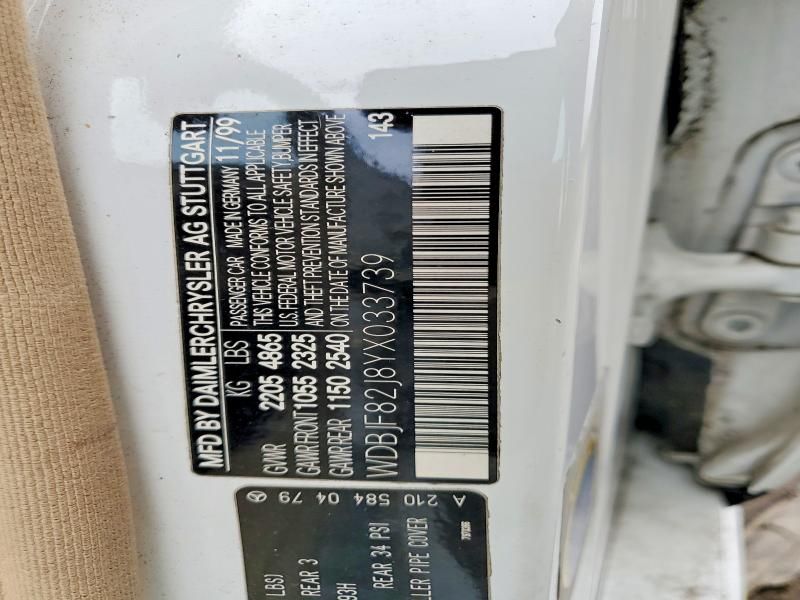 MFD BY DAIMLERCHRYSLER AG STUTTGART
KG LBS PASSENGER CAR MADE IN GERMANY 11/99
GVWR 2205 4865 THIS VEHICLE CONFORMS TO ALL APPLICABLE
U.S. FEDERAL MOTOR VEHICLE SAFETY, BUMPER
GAWR FRONT 1055 2325 AND THEFT PREVENTION STANDARDS IN EFFECT
GAWR REAR 1150 2540 ON THE DATE OF MANUFACTURE SHOWN ABOVE
WDBJF82J8YX033739 143
A 210 584 04 79
LBS)
REAR 3
93H
REAR 34 PSI
LLER PIPE COVER